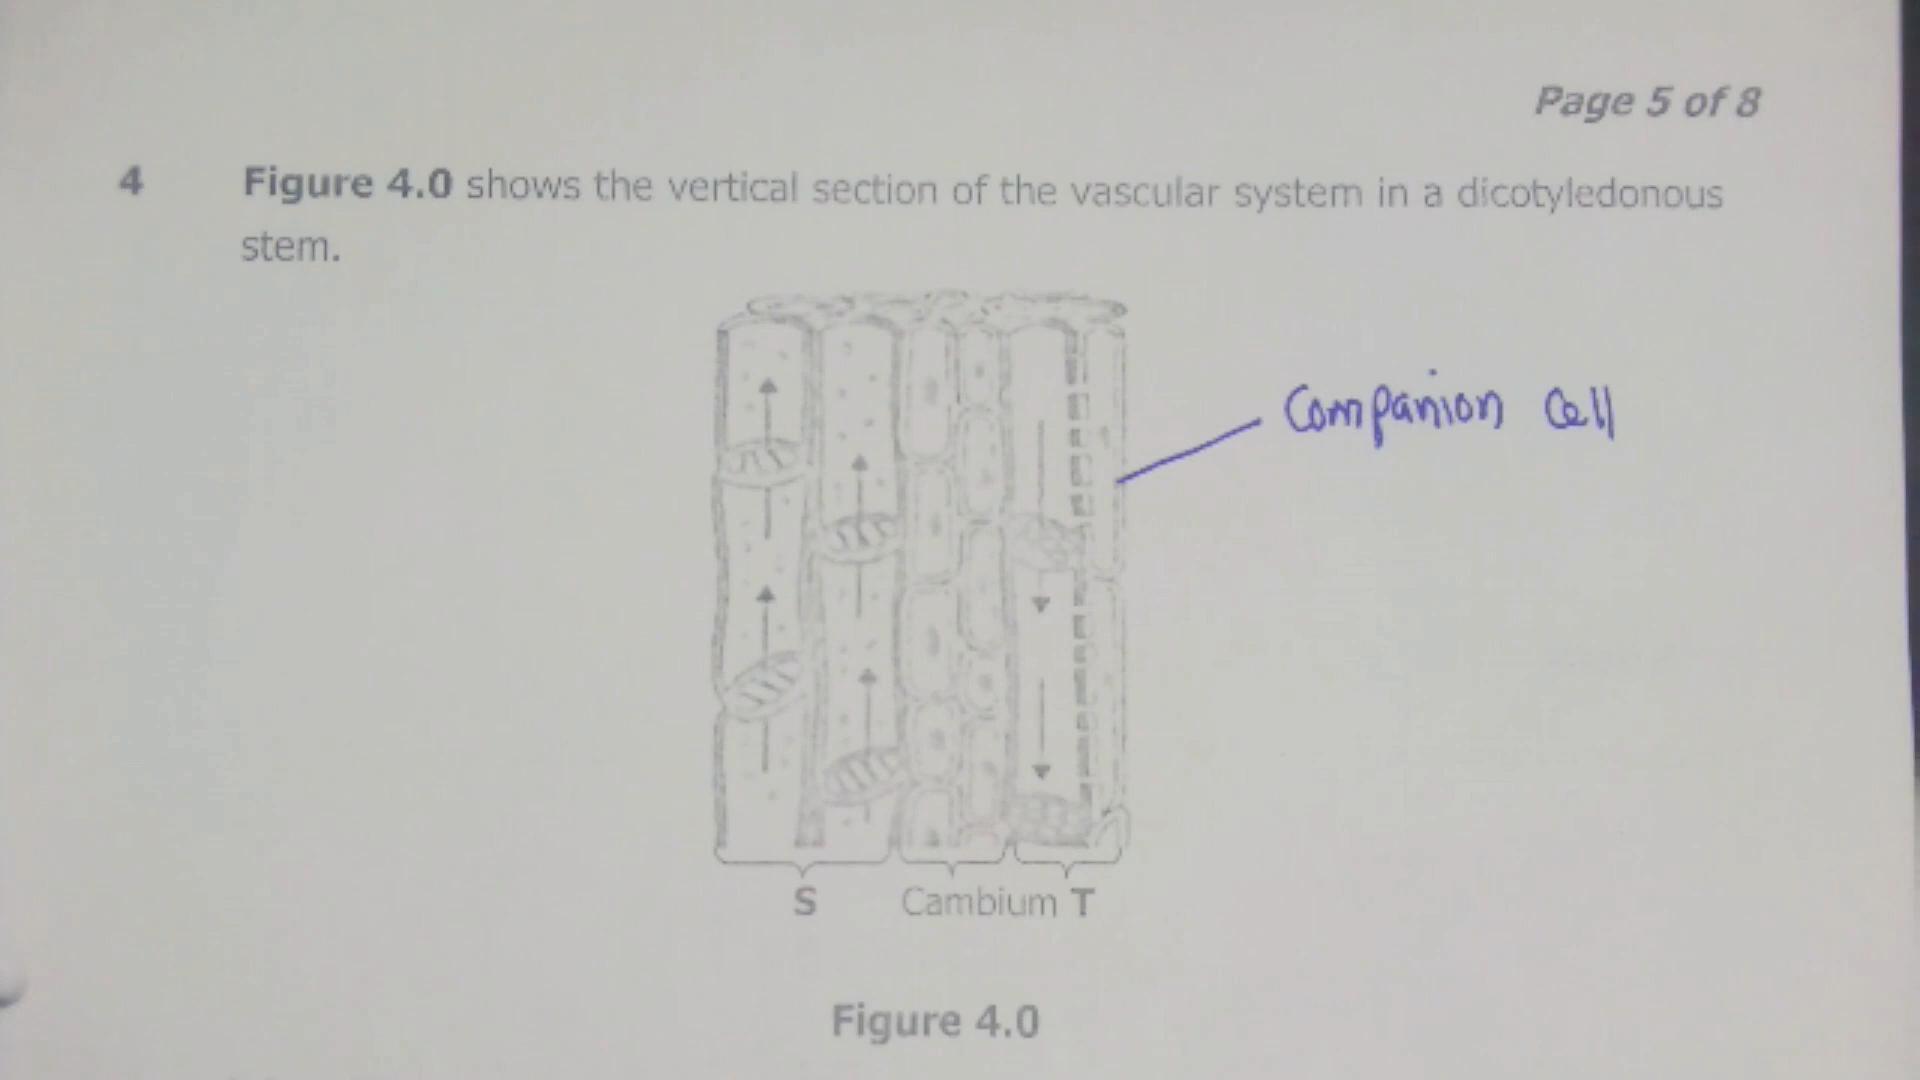 Page 5 of 8
4 Figure 4.0 shows the vertical section of the vascular system in a dicotyledonous
stem.
Companion cell
S Cambium T
Figure 4.0